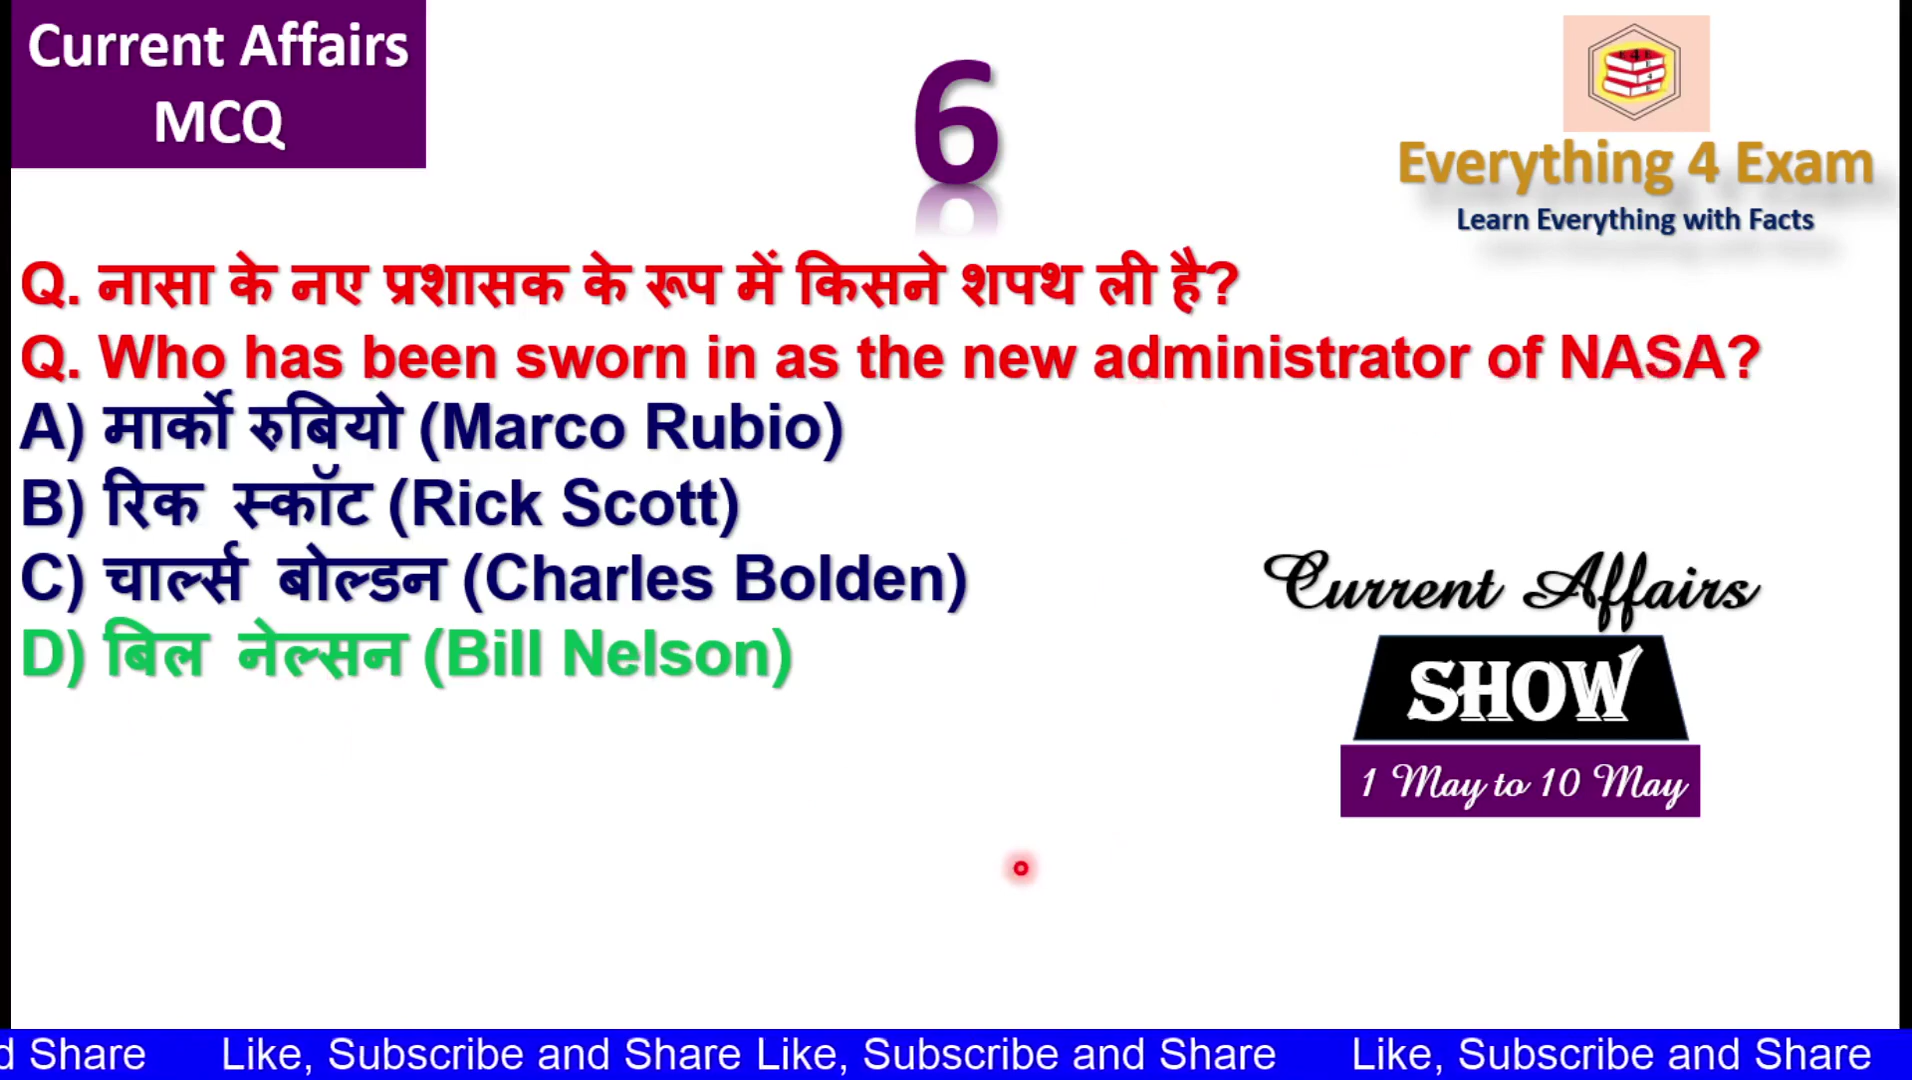 Current Affairs
MCQ
6
Everything 4 Exam
Learn Everything with Facts
Q. नासा के नए प्रशासक के रूप में किसने शपथ ली है?
Q. Who has been sworn in as the new administrator of NASA?
A) मार्को रुबियो (Marco Rubio)
B) रिक स्कॉट (Rick Scott)
C) चार्ल्स बोल्डन (Charles Bolden)
D) बिल नेल्सन (Bill Nelson)
Current Affairs
SHOW
1 May to 10 May
d Share Like, Subscribe and Share Like, Subscribe and Share Like, Subscribe and Share